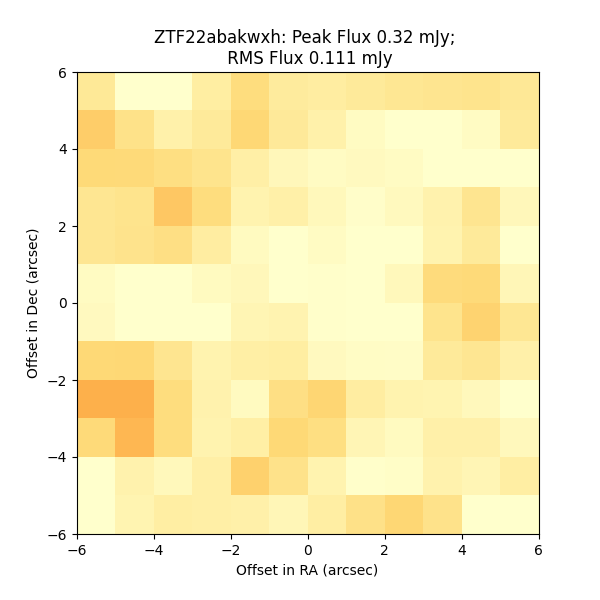 ZTF22abakwxh: Peak Flux 0.32 mJy;
RMS Flux 0.111 mJy
6
4
2
0
−2
−4
−6
Offset in Dec (arcsec)
−6 −4 −2 0 2 4 6
Offset in RA (arcsec)